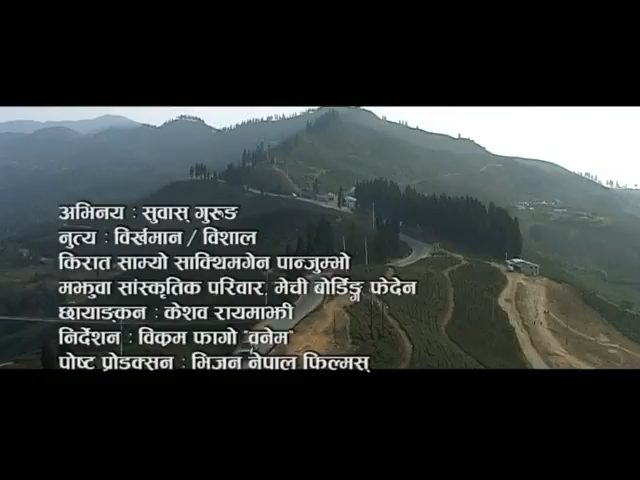 अभिनय : सुवास् गुरुङ
नृत्य : विर्खमान / विशाल
किरात साम्यो साक्थिमगेन पान्जुम्भो
मझुवा सांस्कृतिक परिवार, मेची बोर्डिङ्ग फेदेन
छायाङ्कन : केशव रायमाझी
निर्देशन : विक्रम फागो "वनेम"
पोष्ट प्रोडक्सन : भिजन नेपाल फिल्मस्